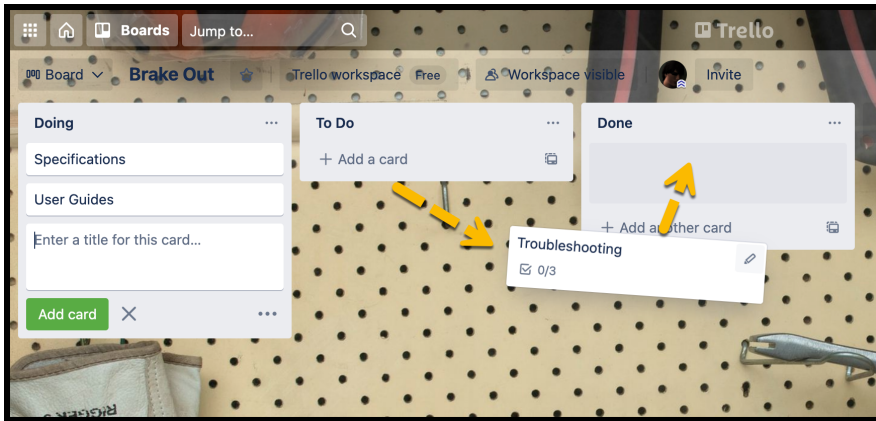 Boards
Jump to...
Trello
Board
Brake Out
Trello workspace
Free
Workspace visible
Invite
Doing
To Do
Done
Specifications
+ Add a card
User Guides
+ Add another card
Enter a title for this card...
Troubleshooting
0/3
Add card
RIGGER'S